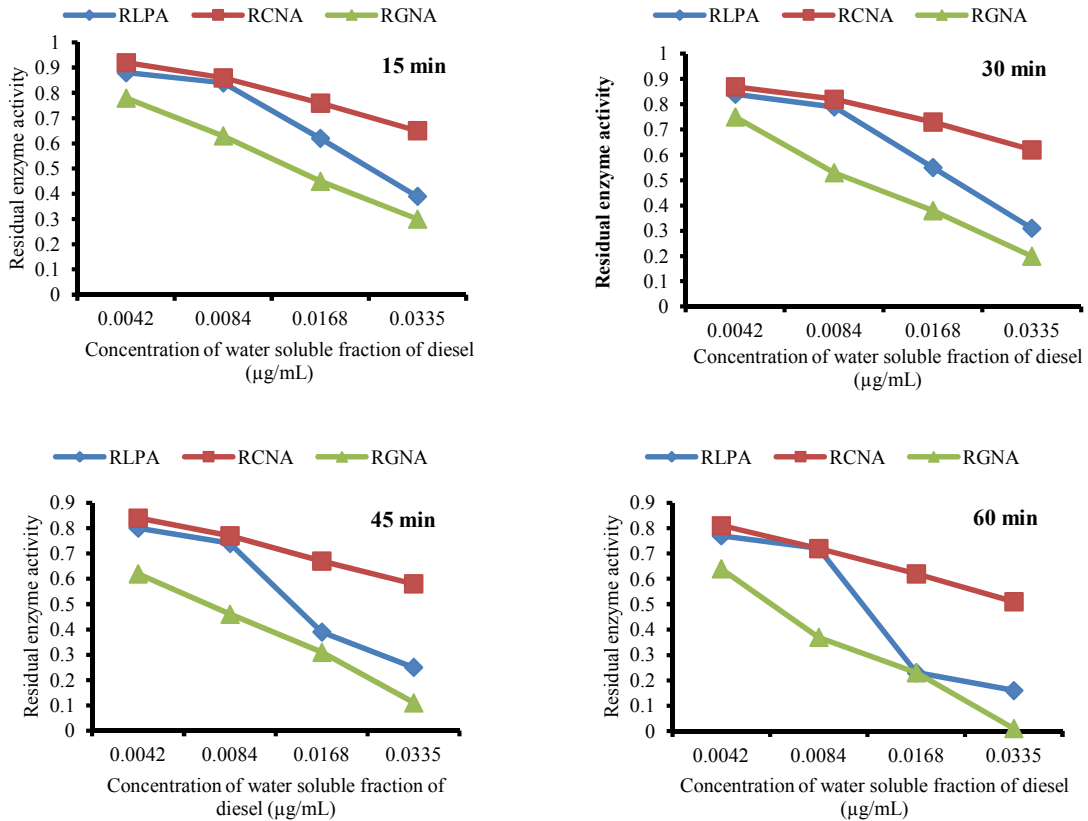 RLPA RCNA RGNA
15 min
Residual enzyme activity
1
0.9
0.8
0.7
0.6
0.5
0.4
0.3
0.2
0.1
0
0.0042 0.0084 0.0168 0.0335
Concentration of water soluble fraction of diesel
(µg/mL)
RLPA RCNA RGNA
30 min
Residual enzyme activity
1
0.9
0.8
0.7
0.6
0.5
0.4
0.3
0.2
0.1
0
0.0042 0.0084 0.0168 0.0335
Concentration of water soluble fraction of diesel
(µg/mL)
RLPA RCNA RGNA
45 min
Residual enzyme activity
0.9
0.8
0.7
0.6
0.5
0.4
0.3
0.2
0.1
0
0.0042 0.0084 0.0168 0.0335
Concentration of water soluble fraction of
diesel (µg/mL)
RLPA RCNA RGNA
60 min
Residual enzyme activity
0.9
0.8
0.7
0.6
0.5
0.4
0.3
0.2
0.1
0
0.0042 0.0084 0.0168 0.0335
Concentration of water soluble fraction of diesel
(µg/mL)